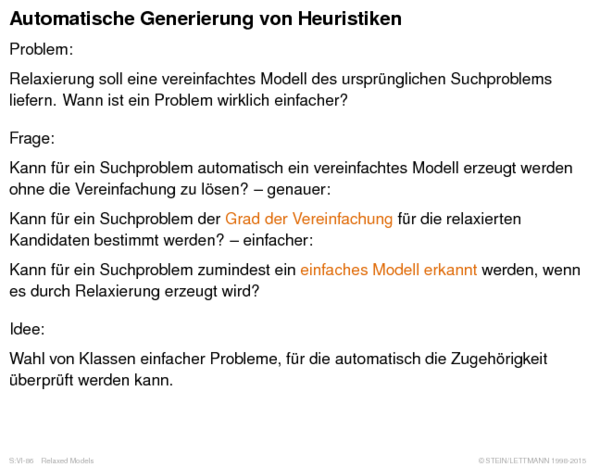 Automatische Generierung von Heuristiken
Problem:
Relaxierung soll eine vereinfachtes Modell des ursprünglichen Suchproblems
liefern. Wann ist ein Problem wirklich einfacher?
Frage:
Kann für ein Suchproblem automatisch ein vereinfachtes Modell erzeugt werden
ohne die Vereinfachung zu lösen? – genauer:
Kann für ein Suchproblem der Grad der Vereinfachung für die relaxierten
Kandidaten bestimmt werden? – einfacher:
Kann für ein Suchproblem zumindest ein einfaches Modell erkannt werden, wenn
es durch Relaxierung erzeugt wird?
Idee:
Wahl von Klassen einfacher Probleme, für die automatisch die Zugehörigkeit
überprüft werden kann.
S:VI-86 Relaxed Models © STEIN/LETTMANN 1998-2015